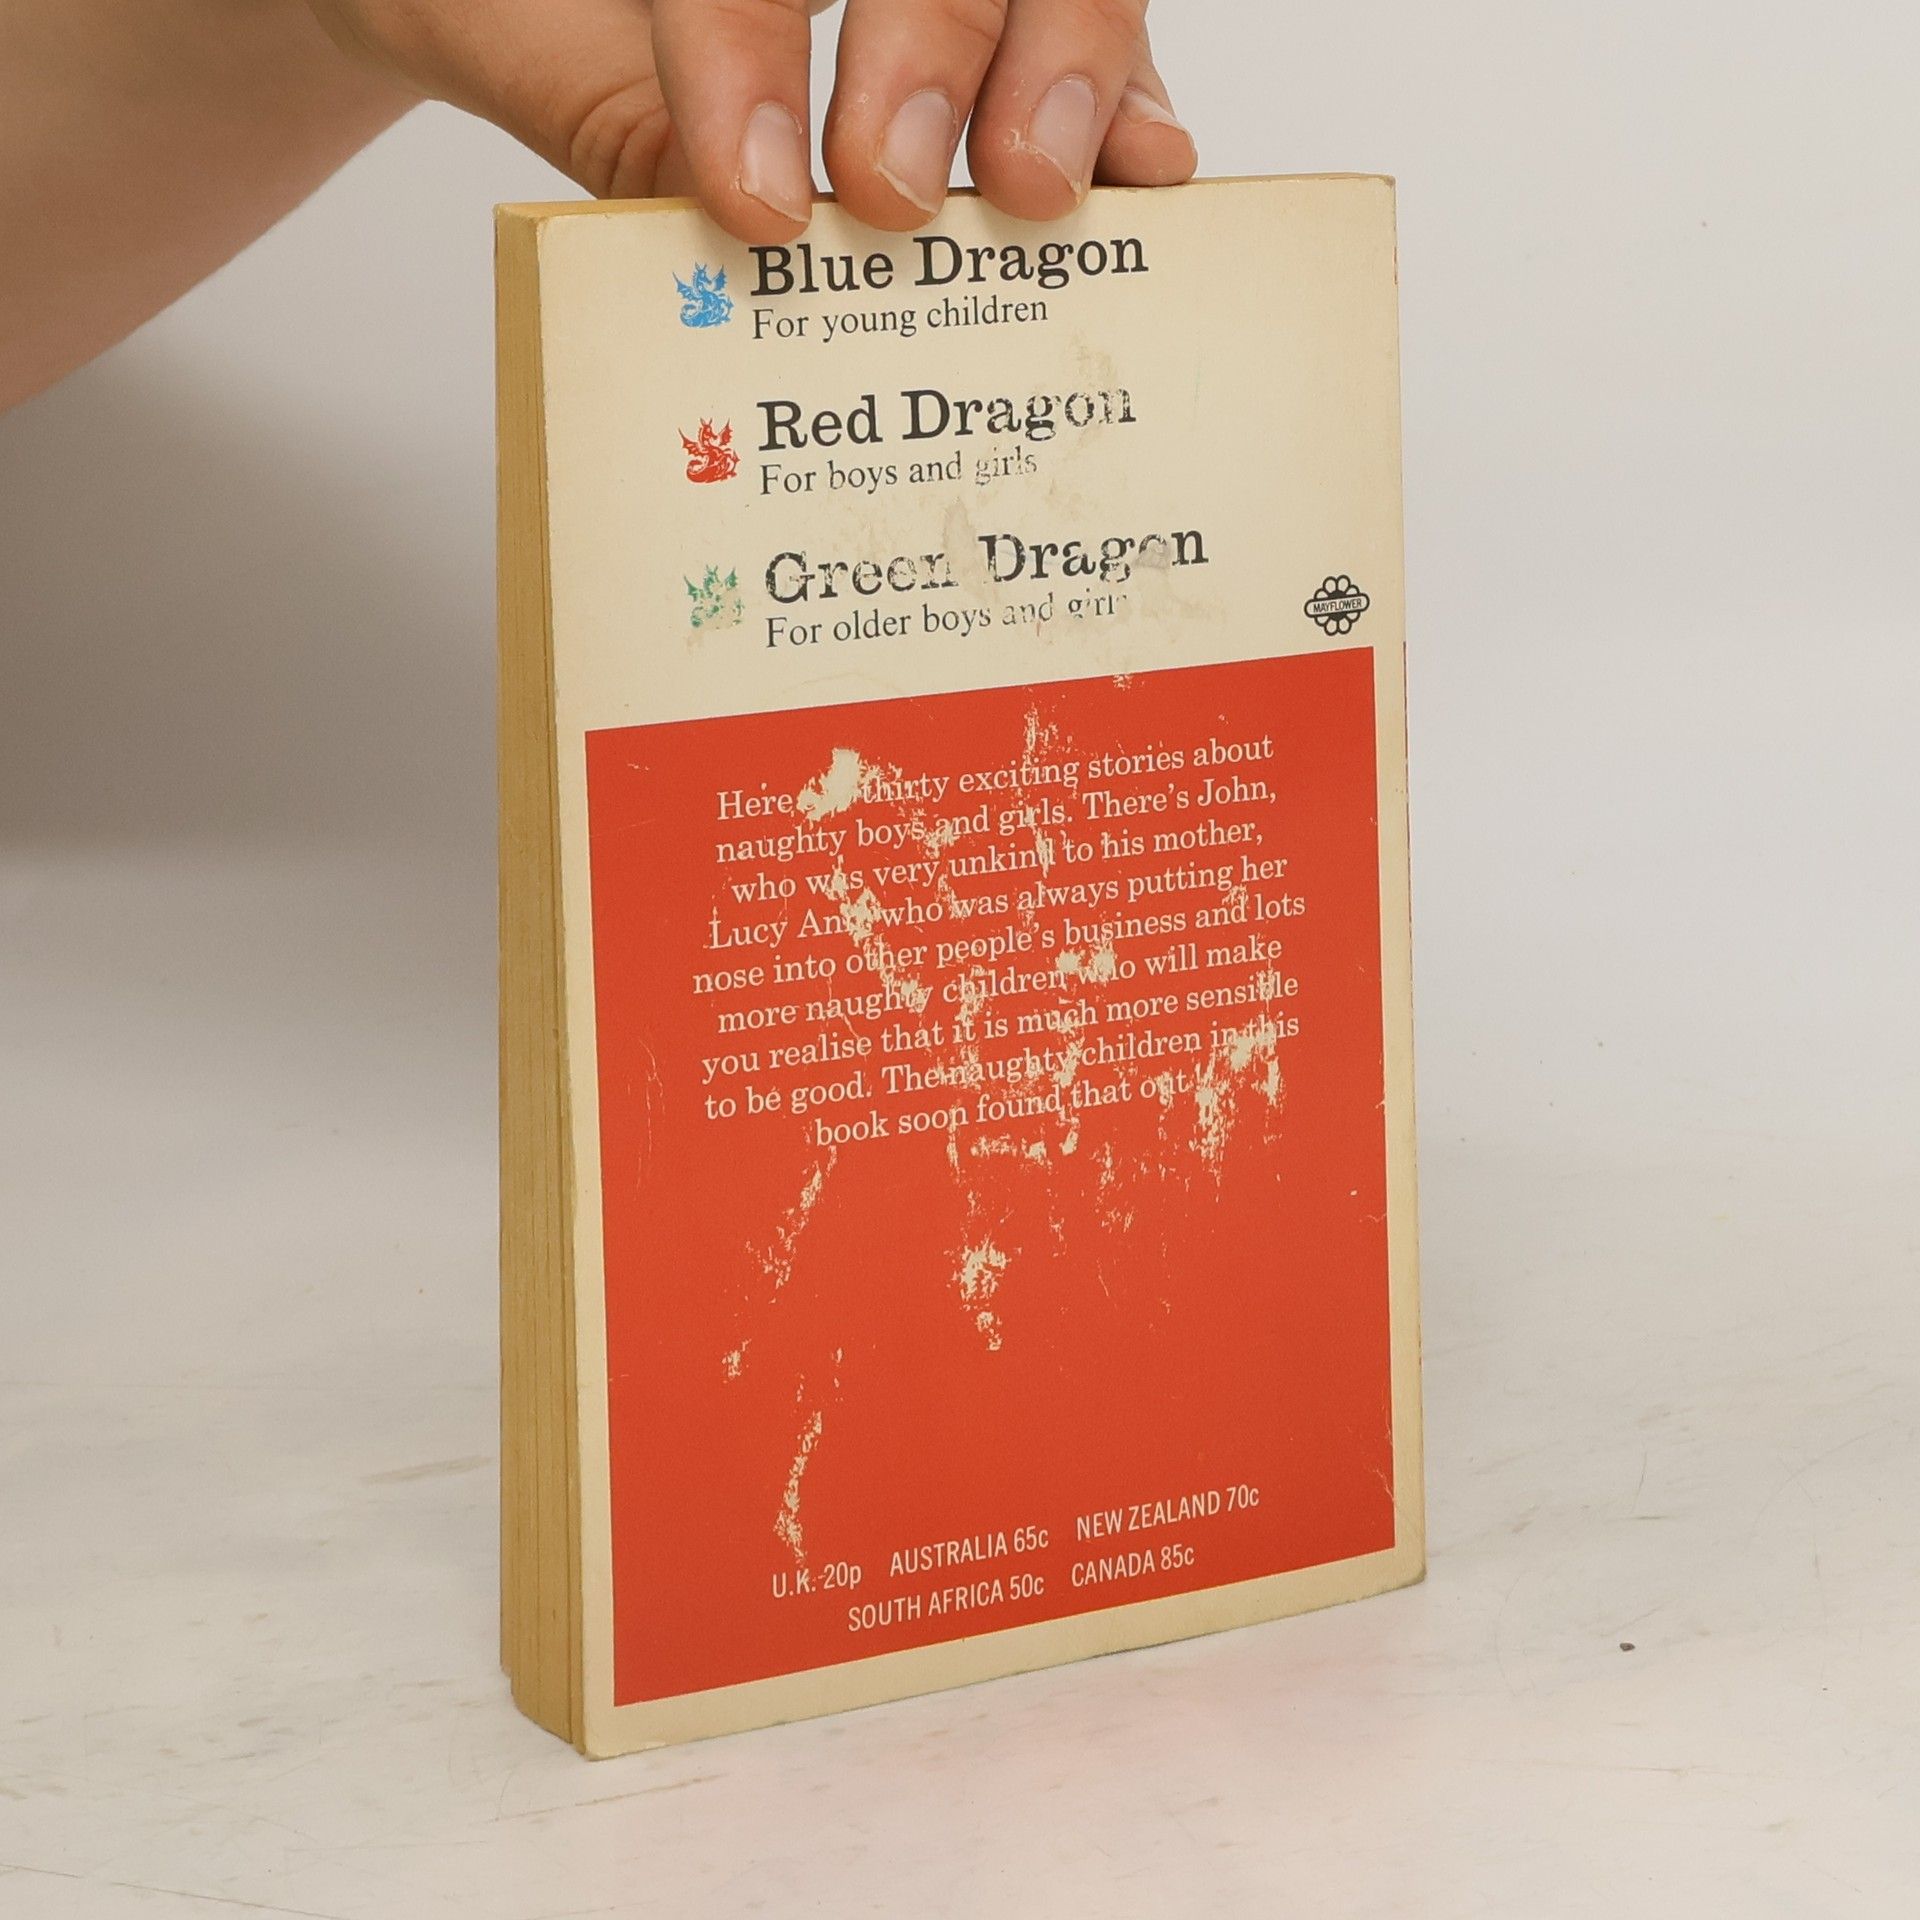 Blue Dragon
For young children
Red Dragon
For boys and girls
Green Dragon
For older boys and
MAYFLOWER
Here thirty exciting stories about
naughty boys and girls. There's John,
who was very unkind to his mother,
Lucy who was always putting her
nose into other people's business and lots
more naughty children who will make
you realise that it is much more sensible
to be good. The naughty children in this
book soon found that out
U.K. 20p AUSTRALIA 65c NEW ZEALAND 70c
SOUTH AFRICA 50c CANADA 85c